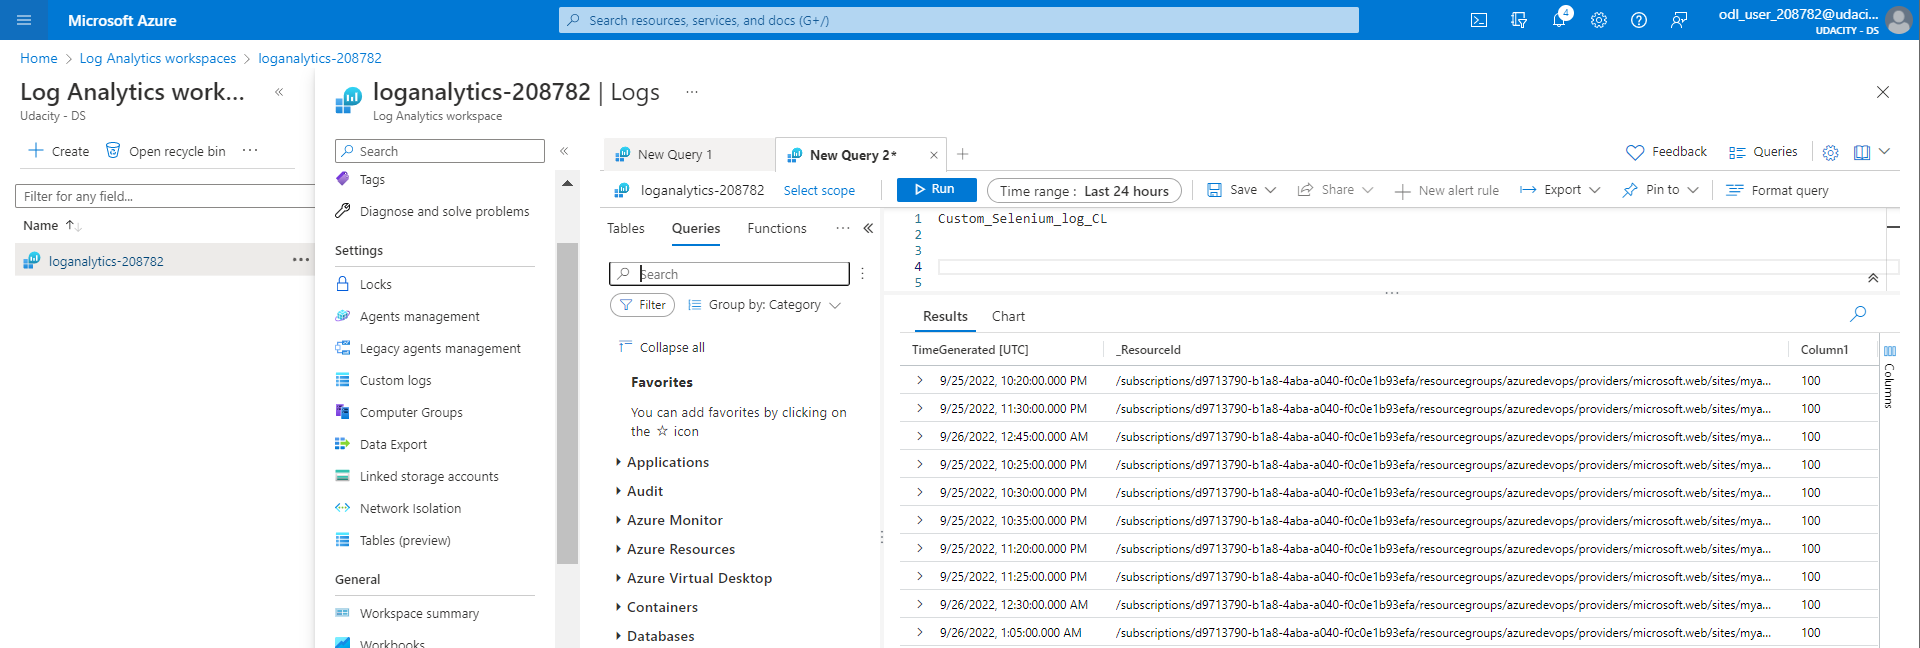 Microsoft Azure
Search resources, services, and docs (G+/)
4
odl_user_208782@udaci...
UDACITY - DS
Home > Log Analytics workspaces > loganalytics-208782
Log Analytics work...
Udacity - DS
Create
Open recycle bin
Filter for any field...
Name
loganalytics-208782
loganalytics-208782 | Logs
Log Analytics workspace
Search
Tags
Diagnose and solve problems
Settings
Locks
Agents management
Legacy agents management
Custom logs
Computer Groups
Data Export
Linked storage accounts
Network Isolation
Tables (preview)
General
Workspace summary
Workbooks
New Query 1
New Query 2*
Feedback
Queries
loganalytics-208782
Select scope
Run
Time range : Last 24 hours
Save
Share
New alert rule
Export
Pin to
Format query
Tables
Queries
Functions
Search
Filter
Group by: Category
Collapse all
Favorites
You can add favorites by clicking on
the ☆ icon
Applications
Audit
Azure Monitor
Azure Resources
Azure Virtual Desktop
Containers
Databases
1 Custom_Selenium_log_CL
2
3
4
5
Results
Chart
TimeGenerated [UTC] _ResourceId Column1
9/25/2022, 10:20:00.000 PM /subscriptions/d9713790-b1a8-4aba-a040-f0c0e1b93efa/resourcegroups/azuredevops/providers/microsoft.web/sites/mya... 100
9/25/2022, 11:30:00.000 PM /subscriptions/d9713790-b1a8-4aba-a040-f0c0e1b93efa/resourcegroups/azuredevops/providers/microsoft.web/sites/mya... 100
9/26/2022, 12:45:00.000 AM /subscriptions/d9713790-b1a8-4aba-a040-f0c0e1b93efa/resourcegroups/azuredevops/providers/microsoft.web/sites/mya... 100
9/25/2022, 10:25:00.000 PM /subscriptions/d9713790-b1a8-4aba-a040-f0c0e1b93efa/resourcegroups/azuredevops/providers/microsoft.web/sites/mya... 100
9/25/2022, 10:30:00.000 PM /subscriptions/d9713790-b1a8-4aba-a040-f0c0e1b93efa/resourcegroups/azuredevops/providers/microsoft.web/sites/mya... 100
9/25/2022, 10:35:00.000 PM /subscriptions/d9713790-b1a8-4aba-a040-f0c0e1b93efa/resourcegroups/azuredevops/providers/microsoft.web/sites/mya... 100
9/25/2022, 11:20:00.000 PM /subscriptions/d9713790-b1a8-4aba-a040-f0c0e1b93efa/resourcegroups/azuredevops/providers/microsoft.web/sites/mya... 100
9/25/2022, 11:25:00.000 PM /subscriptions/d9713790-b1a8-4aba-a040-f0c0e1b93efa/resourcegroups/azuredevops/providers/microsoft.web/sites/mya... 100
9/26/2022, 12:30:00.000 AM /subscriptions/d9713790-b1a8-4aba-a040-f0c0e1b93efa/resourcegroups/azuredevops/providers/microsoft.web/sites/mya... 100
9/26/2022, 1:05:00.000 AM /subscriptions/d9713790-b1a8-4aba-a040-f0c0e1b93efa/resourcegroups/azuredevops/providers/microsoft.web/sites/mya... 100
Columns